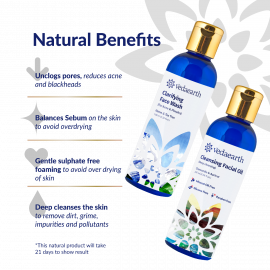 Natural Benefits
Unclogs pores, reduces acne
and blackheads
Balances Sebum on the skin
to avoid overdrying
Gentle sulphate free
foaming to avoid over drying
of skin
Deep cleanses the skin
to remove dirt, grime,
impurities and pollutants
*This natural product will take
21 days to show result
vedaearth
Clarifying
Face Wash
vedaearth
Cleansing Facial Oil